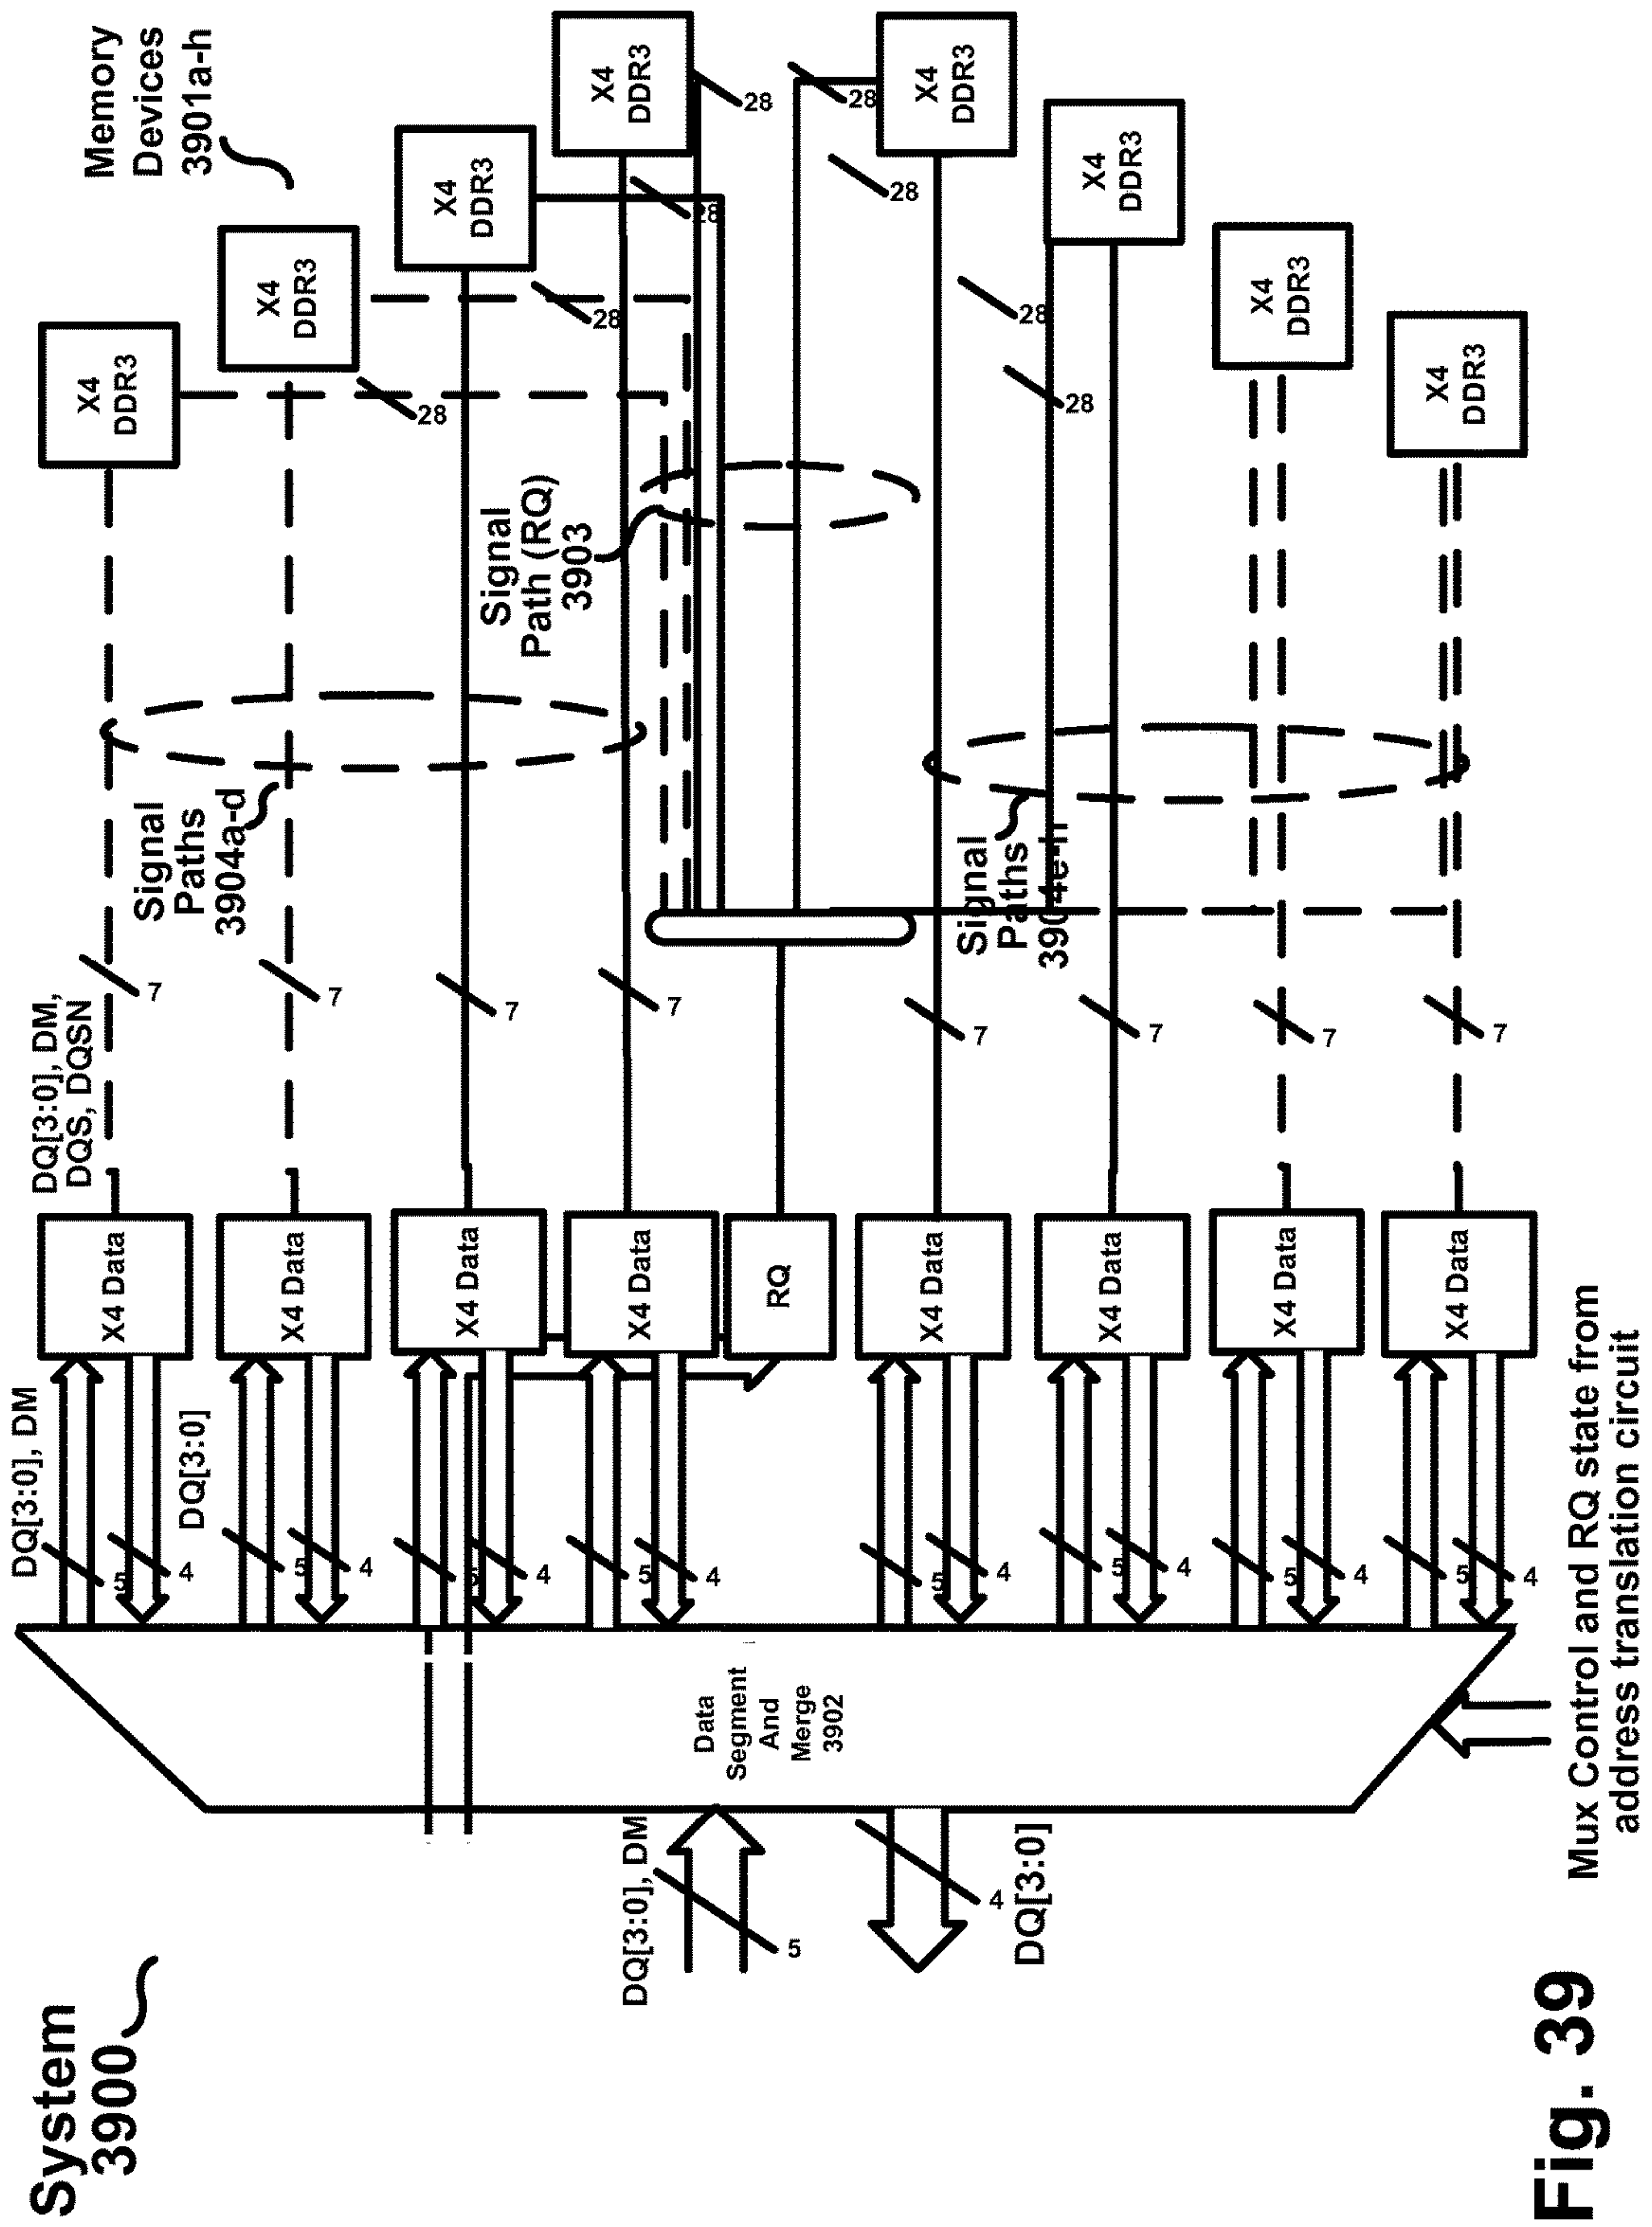 System
3900
Memory
Devices
3901a-h
DQ[3:0], DM
DQ[3:0], DM,
DQS, DQSN
DQ[3:0]
5
4
X4 Data
7
X4
DDR3
5
4
X4 Data
7
X4
DDR3
28
5
4
X4 Data
7
X4
DDR3
28
5
4
X4 Data
7
X4
DDR3
28
28
Signal
Paths
3904a-d
Signal
Path (RQ)
3903
RQ
Data
Segment
And
Merge
3902
DQ[3:0], DM
5
4
DQ[3:0]
5
4
X4 Data
7
X4
DDR3
28
28
5
4
X4 Data
7
X4
DDR3
28
28
5
4
X4 Data
7
X4
DDR3
5
4
X4 Data
7
X4
DDR3
Signal
Paths
3904e-h
Mux Control and RQ state from
address translation circuit
Fig. 39